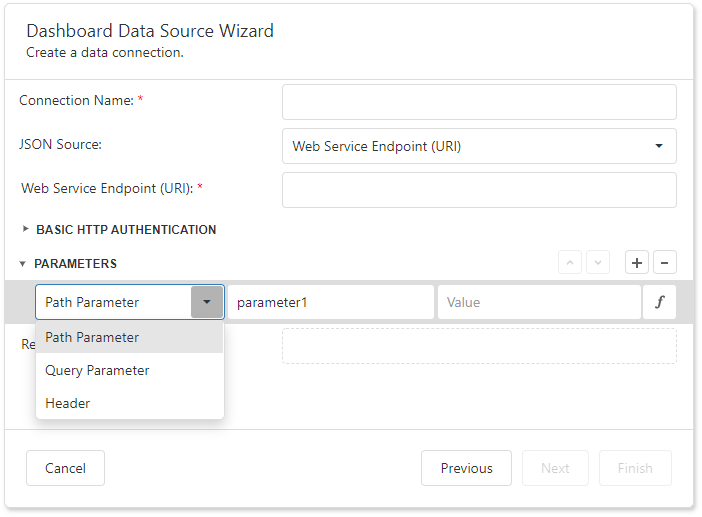 Dashboard Data Source Wizard
Create a data connection.
Connection Name: *
JSON Source:
Web Service Endpoint (URI)
Web Service Endpoint (URI): *
BASIC HTTP AUTHENTICATION
PARAMETERS
Path Parameter
parameter1
Value
f
Path Parameter
Re
Query Parameter
Header
Cancel
Previous
Next
Finish